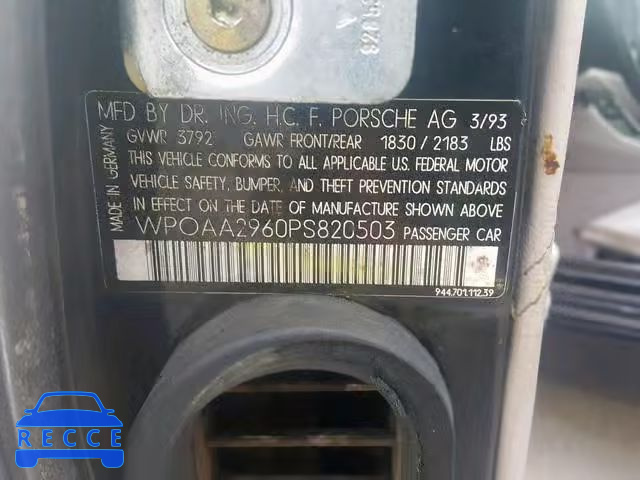 MFD BY DR. ING. H.C. F. PORSCHE AG 3/93
GVWR 3792 GAWR FRONT/REAR 1830 / 2183 LBS
THIS VEHICLE CONFORMS TO ALL APPLICABLE U.S. FEDERAL MOTOR
VEHICLE SAFETY, BUMPER, AND THEFT PREVENTION STANDARDS
IN EFFECT ON THE DATE OF MANUFACTURE SHOWN ABOVE
WPOAA2960PS820503 PASSENGER CAR
MADE IN GERMANY
944.701.112.39
RECCE